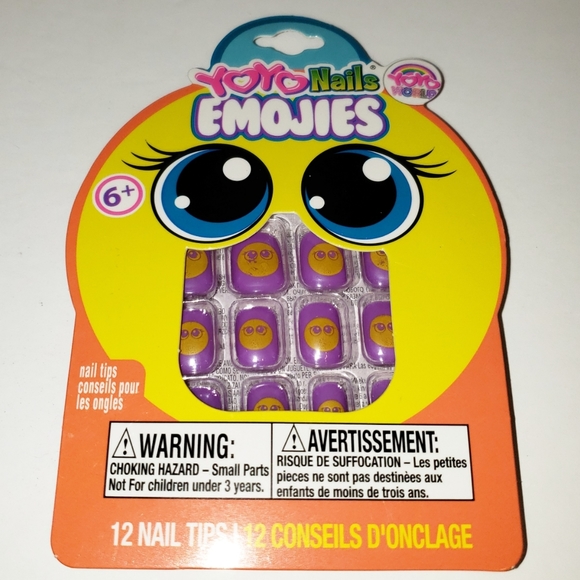 YOYO Nails
YOYO WORLD
EMOJIES
6+
nail tips
conseils pour
les ongles
WARNING:
CHOKING HAZARD – Small Parts
Not For children under 3 years.
AVERTISSEMENT:
RISQUE DE SUFFOCATION – Les petites
pieces ne sont pas destinèes aux
enfants de moins de trois ans.
12 NAIL TIPS | 12 CONSEILS D'ONCLAGE